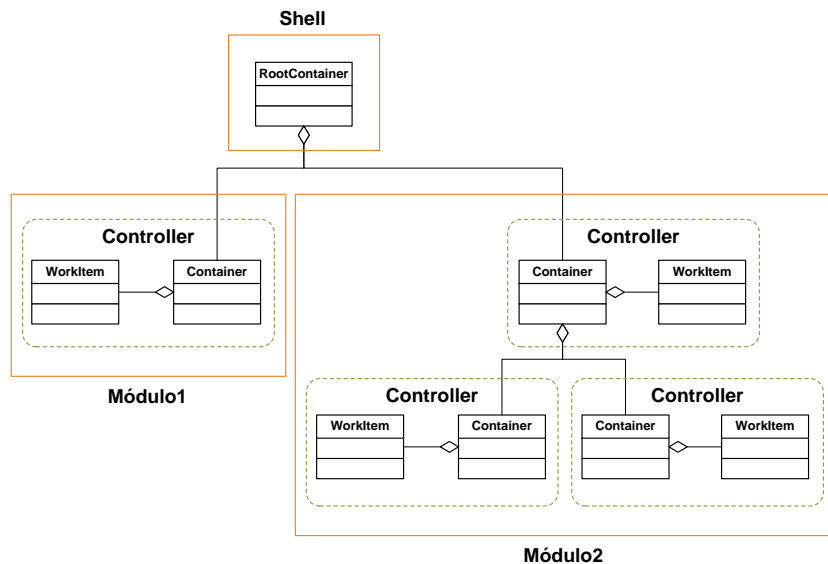 Shell
RootContainer
Controller
WorkItem
Container
Módulo1
Controller
Container
WorkItem
Controller
WorkItem
Container
Controller
Container
WorkItem
Módulo2